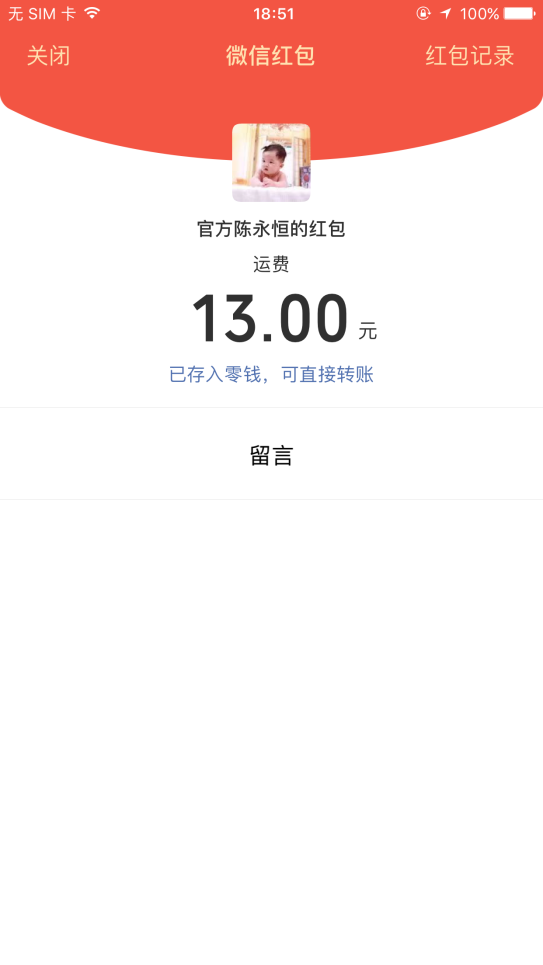 无 SIM 卡 18:51 100%
关闭 微信红包 红包记录
官方陈永恒的红包
运费
13.00 元
已存入零钱，可直接转账
留言